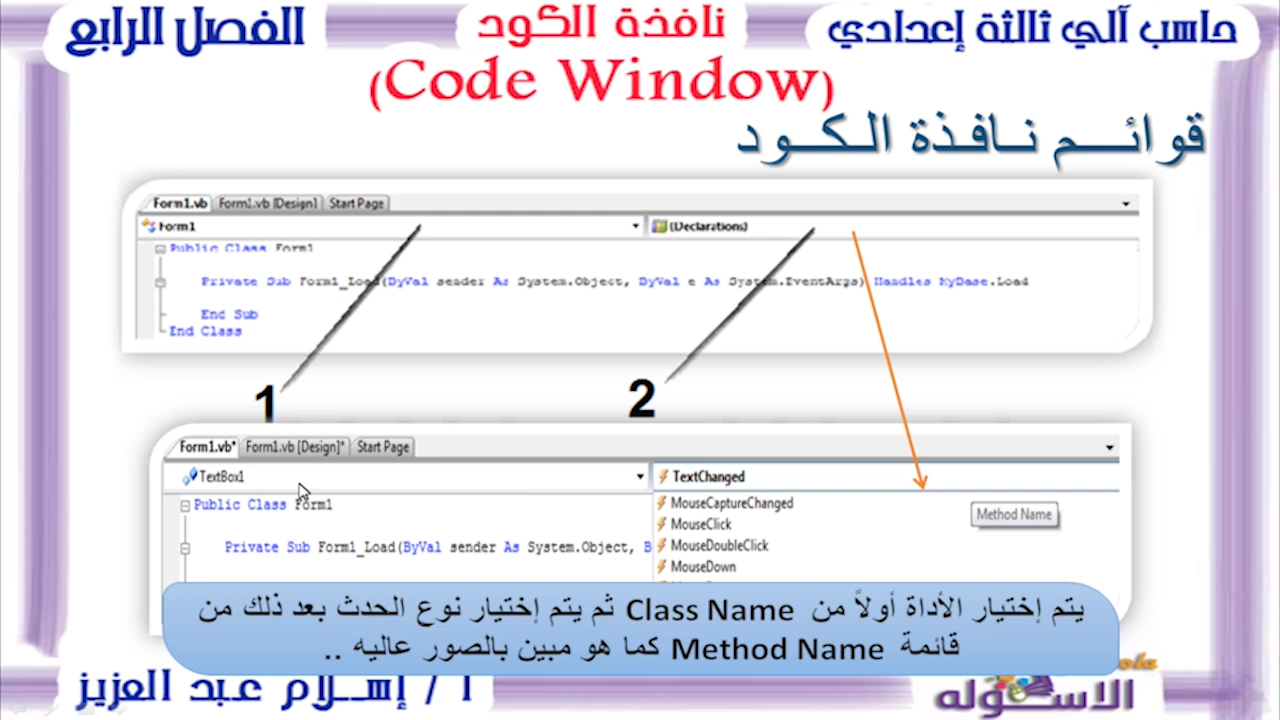 حاسب آلي ثالثة إعدادي
نافذة الكود
الفصل الرابع
(Code Window)
قوائــــم نــافـذة الـكــود
Form1.vb Form1.vb [Design] Start Page
Form1 (Declarations)
Public Class Form1
Private Sub Form1_Load(ByVal sender As System.Object, ByVal e As System.EventArgs) Handles MyBase.Load
End Sub
End Class
1 2
Form1.vb* Form1.vb [Design]* Start Page
TextBox1 TextChanged
Public Class Form1 MouseCaptureChanged
Method Name
MouseClick
Private Sub Form1_Load(ByVal sender As System.Object, B MouseDoubleClick
MouseDown
يتم إختيار الأداة أولاً من Class Name ثم يتم إختيار نوع الحدث بعد ذلك من
قائمة Method Name كما هو مبين بالصور عاليه ..
أ / إســلام عبد العزيز
الاسكوله